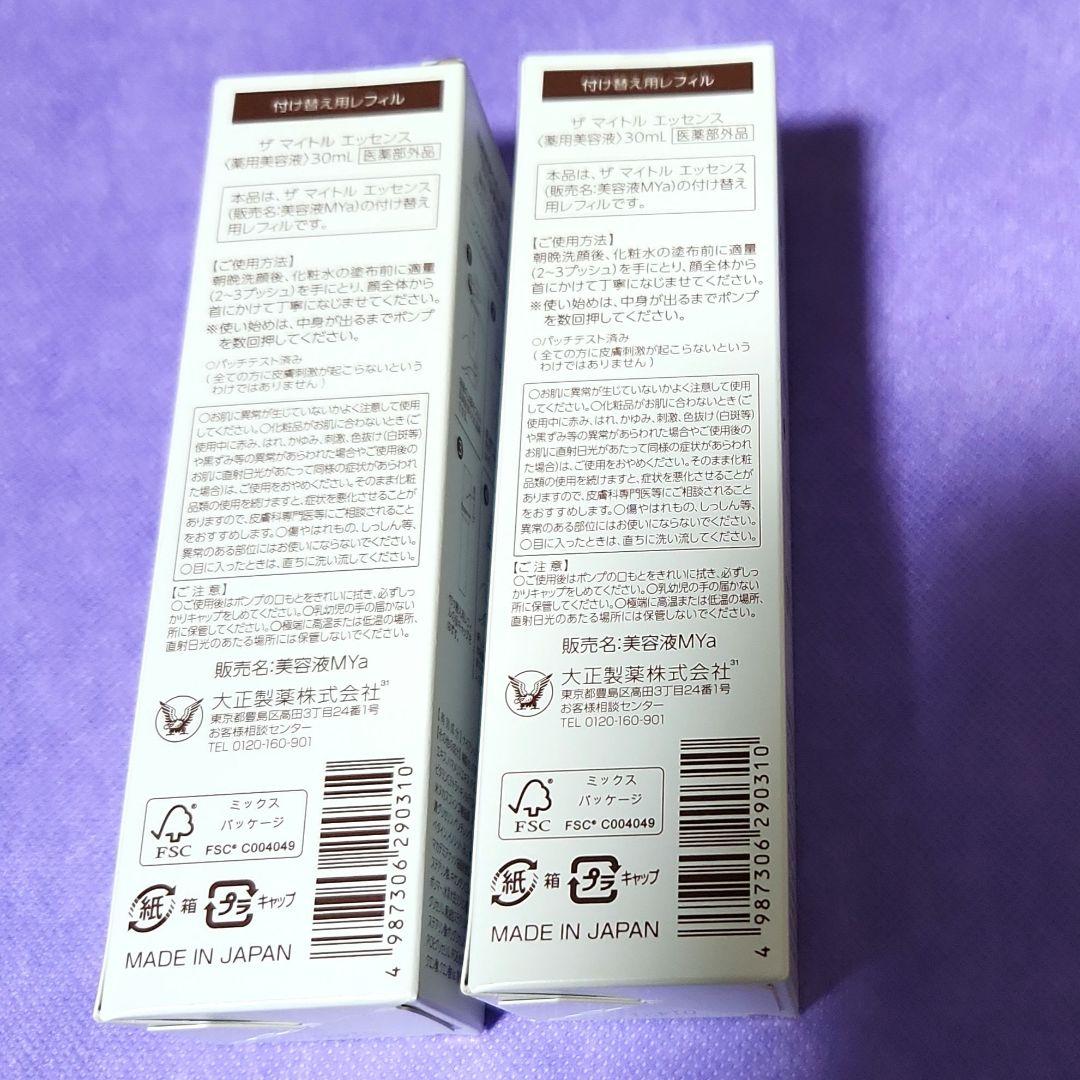 付け替え用レフィル
ザ マイトル エッセンス
〈薬用美容液〉30mL 医薬部外品
本品は、ザ マイトル エッセンス
(販売名:美容液MYa)の付け替え
用レフィルです。
【ご使用方法】
朝晩洗顔後、化粧水の塗布前に適量
(2~3プッシュ)を手にとり、顔全体から
首にかけて丁寧になじませてください。
※使い始めは、中身が出るまでポンプ
を数回押してください。
○パッチテスト済み
(全ての方に皮膚刺激が起こらないという
わけではありません)
○お肌に異常が生じていないかよく注意して使用
してください。○化粧品がお肌に合わないとき(ご
使用中に赤み、はれ、かゆみ、刺激、色抜け(白斑等)
や黒ずみ等の異常があらわれた場合やご使用後の
お肌に直射日光があたって同様の症状があらわれ
た場合)は、ご使用をおやめください。そのまま化粧
品類の使用を続けますと、症状を悪化させることが
ありますので、皮膚科専門医等にご相談されること
をおすすめします。○傷やはれもの、しっしん等、
異常のある部位にはお使いにならないでください。
○目に入ったときは、直ちに洗い流してください。
【ご注意】
○ご使用後はポンプの口もとをきれいに拭き、必ずしっ
かりキャップをしめてください。○乳幼児の手の届かない
所に保管してください。○極端に高温または低温の場所、
直射日光のあたる場所には保管しないでください。
販売名:美容液MYa
大正製薬株式会社31
東京都豊島区高田3丁目24番1号
お客様相談センター
TEL 0120-160-901
FSC
ミックス
パッケージ
FSC® C004049
紙 箱 プラ キャップ
MADE IN JAPAN
4 987306 290310
付け替え用レフィル
ザ マイトル エッセンス
〈薬用美容液〉30mL 医薬部外品
本品は、ザ マイトル エッセンス
(販売名:美容液MYa)の付け替え
用レフィルです。
【ご使用方法】
朝晩洗顔後、化粧水の塗布前に適量
(2~3プッシュ)を手にとり、顔全体から
首にかけて丁寧になじませてください。
※使い始めは、中身が出るまでポンプ
を数回押してください。
○パッチテスト済み
(全ての方に皮膚刺激が起こらないという
わけではありません)
○お肌に異常が生じていないかよく注意して使用
してください。○化粧品がお肌に合わないとき(ご
使用中に赤み、はれ、かゆみ、刺激、色抜け(白斑等)
や黒ずみ等の異常があらわれた場合やご使用後の
お肌に直射日光があたって同様の症状があらわれ
た場合)は、ご使用をおやめください。そのまま化粧
品類の使用を続けますと、症状を悪化させることが
ありますので、皮膚科専門医等にご相談されること
をおすすめします。○傷やはれもの、しっしん等、
異常のある部位にはお使いにならないでください。
○目に入ったときは、直ちに洗い流してください。
【ご注意】
○ご使用後はポンプの口もとをきれいに拭き、必ずしっ
かりキャップをしめてください。○乳幼児の手の届かない
所に保管してください。○極端に高温または低温の場所、
直射日光のあたる場所には保管しないでください。
販売名:美容液MYa
大正製薬株式会社31
東京都豊島区高田3丁目24番1号
お客様相談センター
TEL 0120-160-901
FSC
ミックス
パッケージ
FSC® C004049
紙 箱 プラ キャップ
MADE IN JAPAN
4 987306 290310